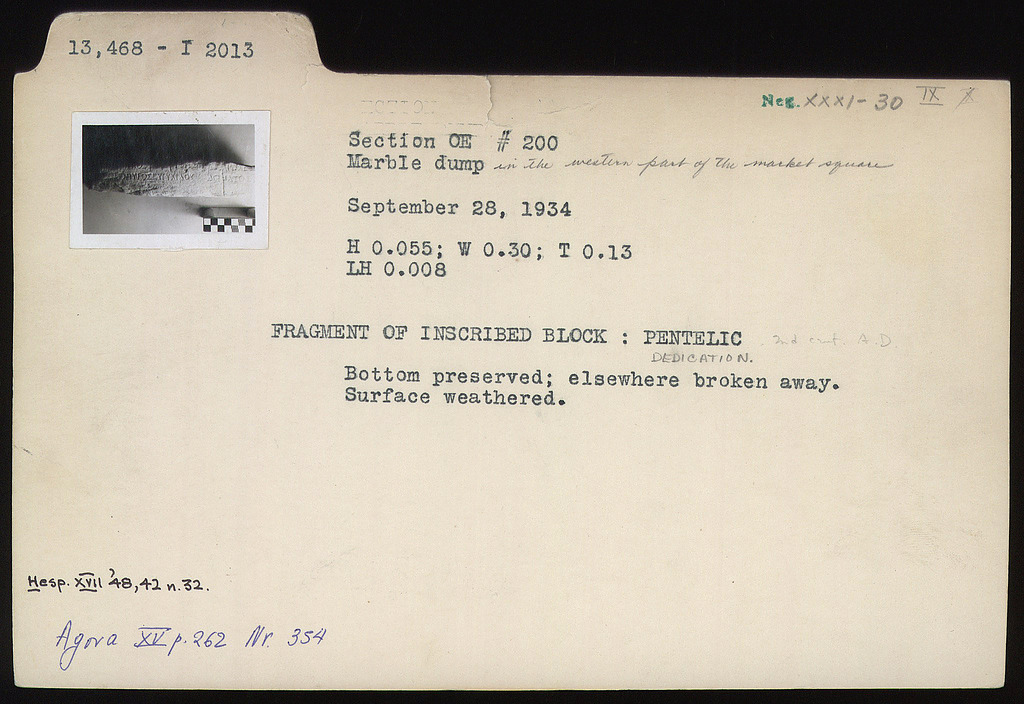 13,468 - I 2013
Neg. XXXI-30 IX X
Section OE # 200
Marble dump in the western part of the market square
September 28, 1934
H 0.055; W 0.30; T 0.13
LH 0.008
FRAGMENT OF INSCRIBED BLOCK : PENTELIC 2nd cent. A.D.
DEDICATION.
Bottom preserved; elsewhere broken away.
Surface weathered.
Hesp. XVII '48, 42 n. 32.
Agora XV p. 262 Nr. 354